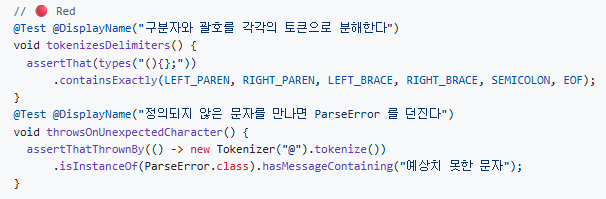 // 🔴 Red
@Test @DisplayName("구분자와 괄호를 각각의 토큰으로 분해한다")
void tokenizesDelimiters() {
  assertThat(types("(){};"))
      .containsExactly(LEFT_PAREN, RIGHT_PAREN, LEFT_BRACE, RIGHT_BRACE, SEMICOLON, EOF);
}
@Test @DisplayName("정의되지 않은 문자를 만나면 ParseError 를 던진다")
void throwsOnUnexpectedCharacter() {
  assertThatThrownBy(() -> new Tokenizer("@").tokenize())
      .isInstanceOf(ParseError.class).hasMessageContaining("예상치 못한 문자");
}